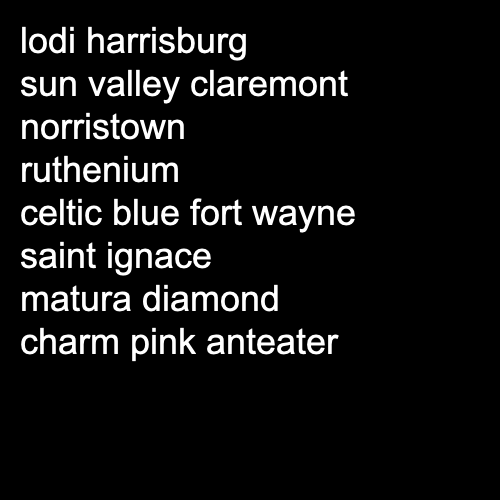 lodi harrisburg
sun valley claremont
norristown
ruthenium
celtic blue fort wayne
saint ignace
matura diamond
charm pink anteater